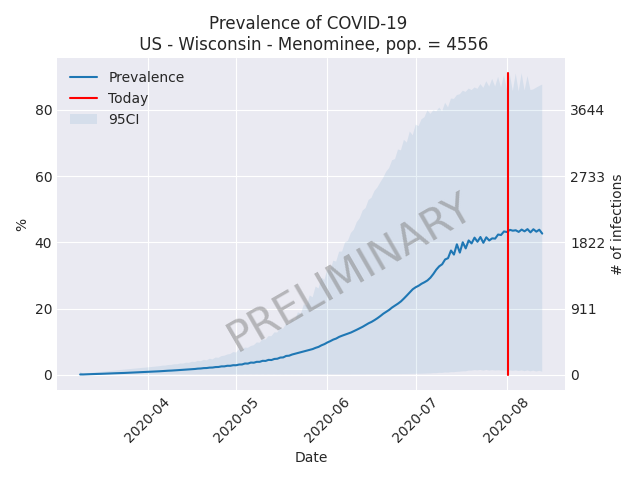 Prevalence of COVID-19
US - Wisconsin - Menominee, pop. = 4556
Prevalence
Today
95CI
80
60
40
20
0
%
3644
2733
1822
911
0
# of infections
PRELIMINARY
2020-04
2020-05
2020-06
2020-07
2020-08
Date